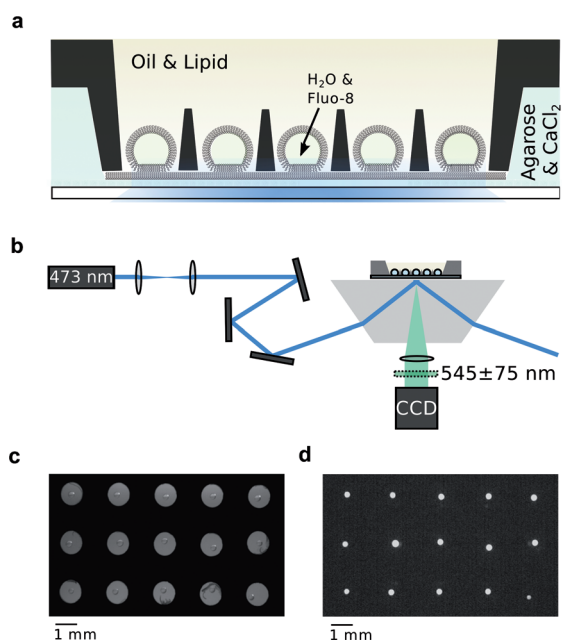 a
Oil & Lipid
H₂O &
Fluo-8
Agarose
& CaCl₂
b
473 nm
545±75 nm
CCD
c
d
1 mm
1 mm